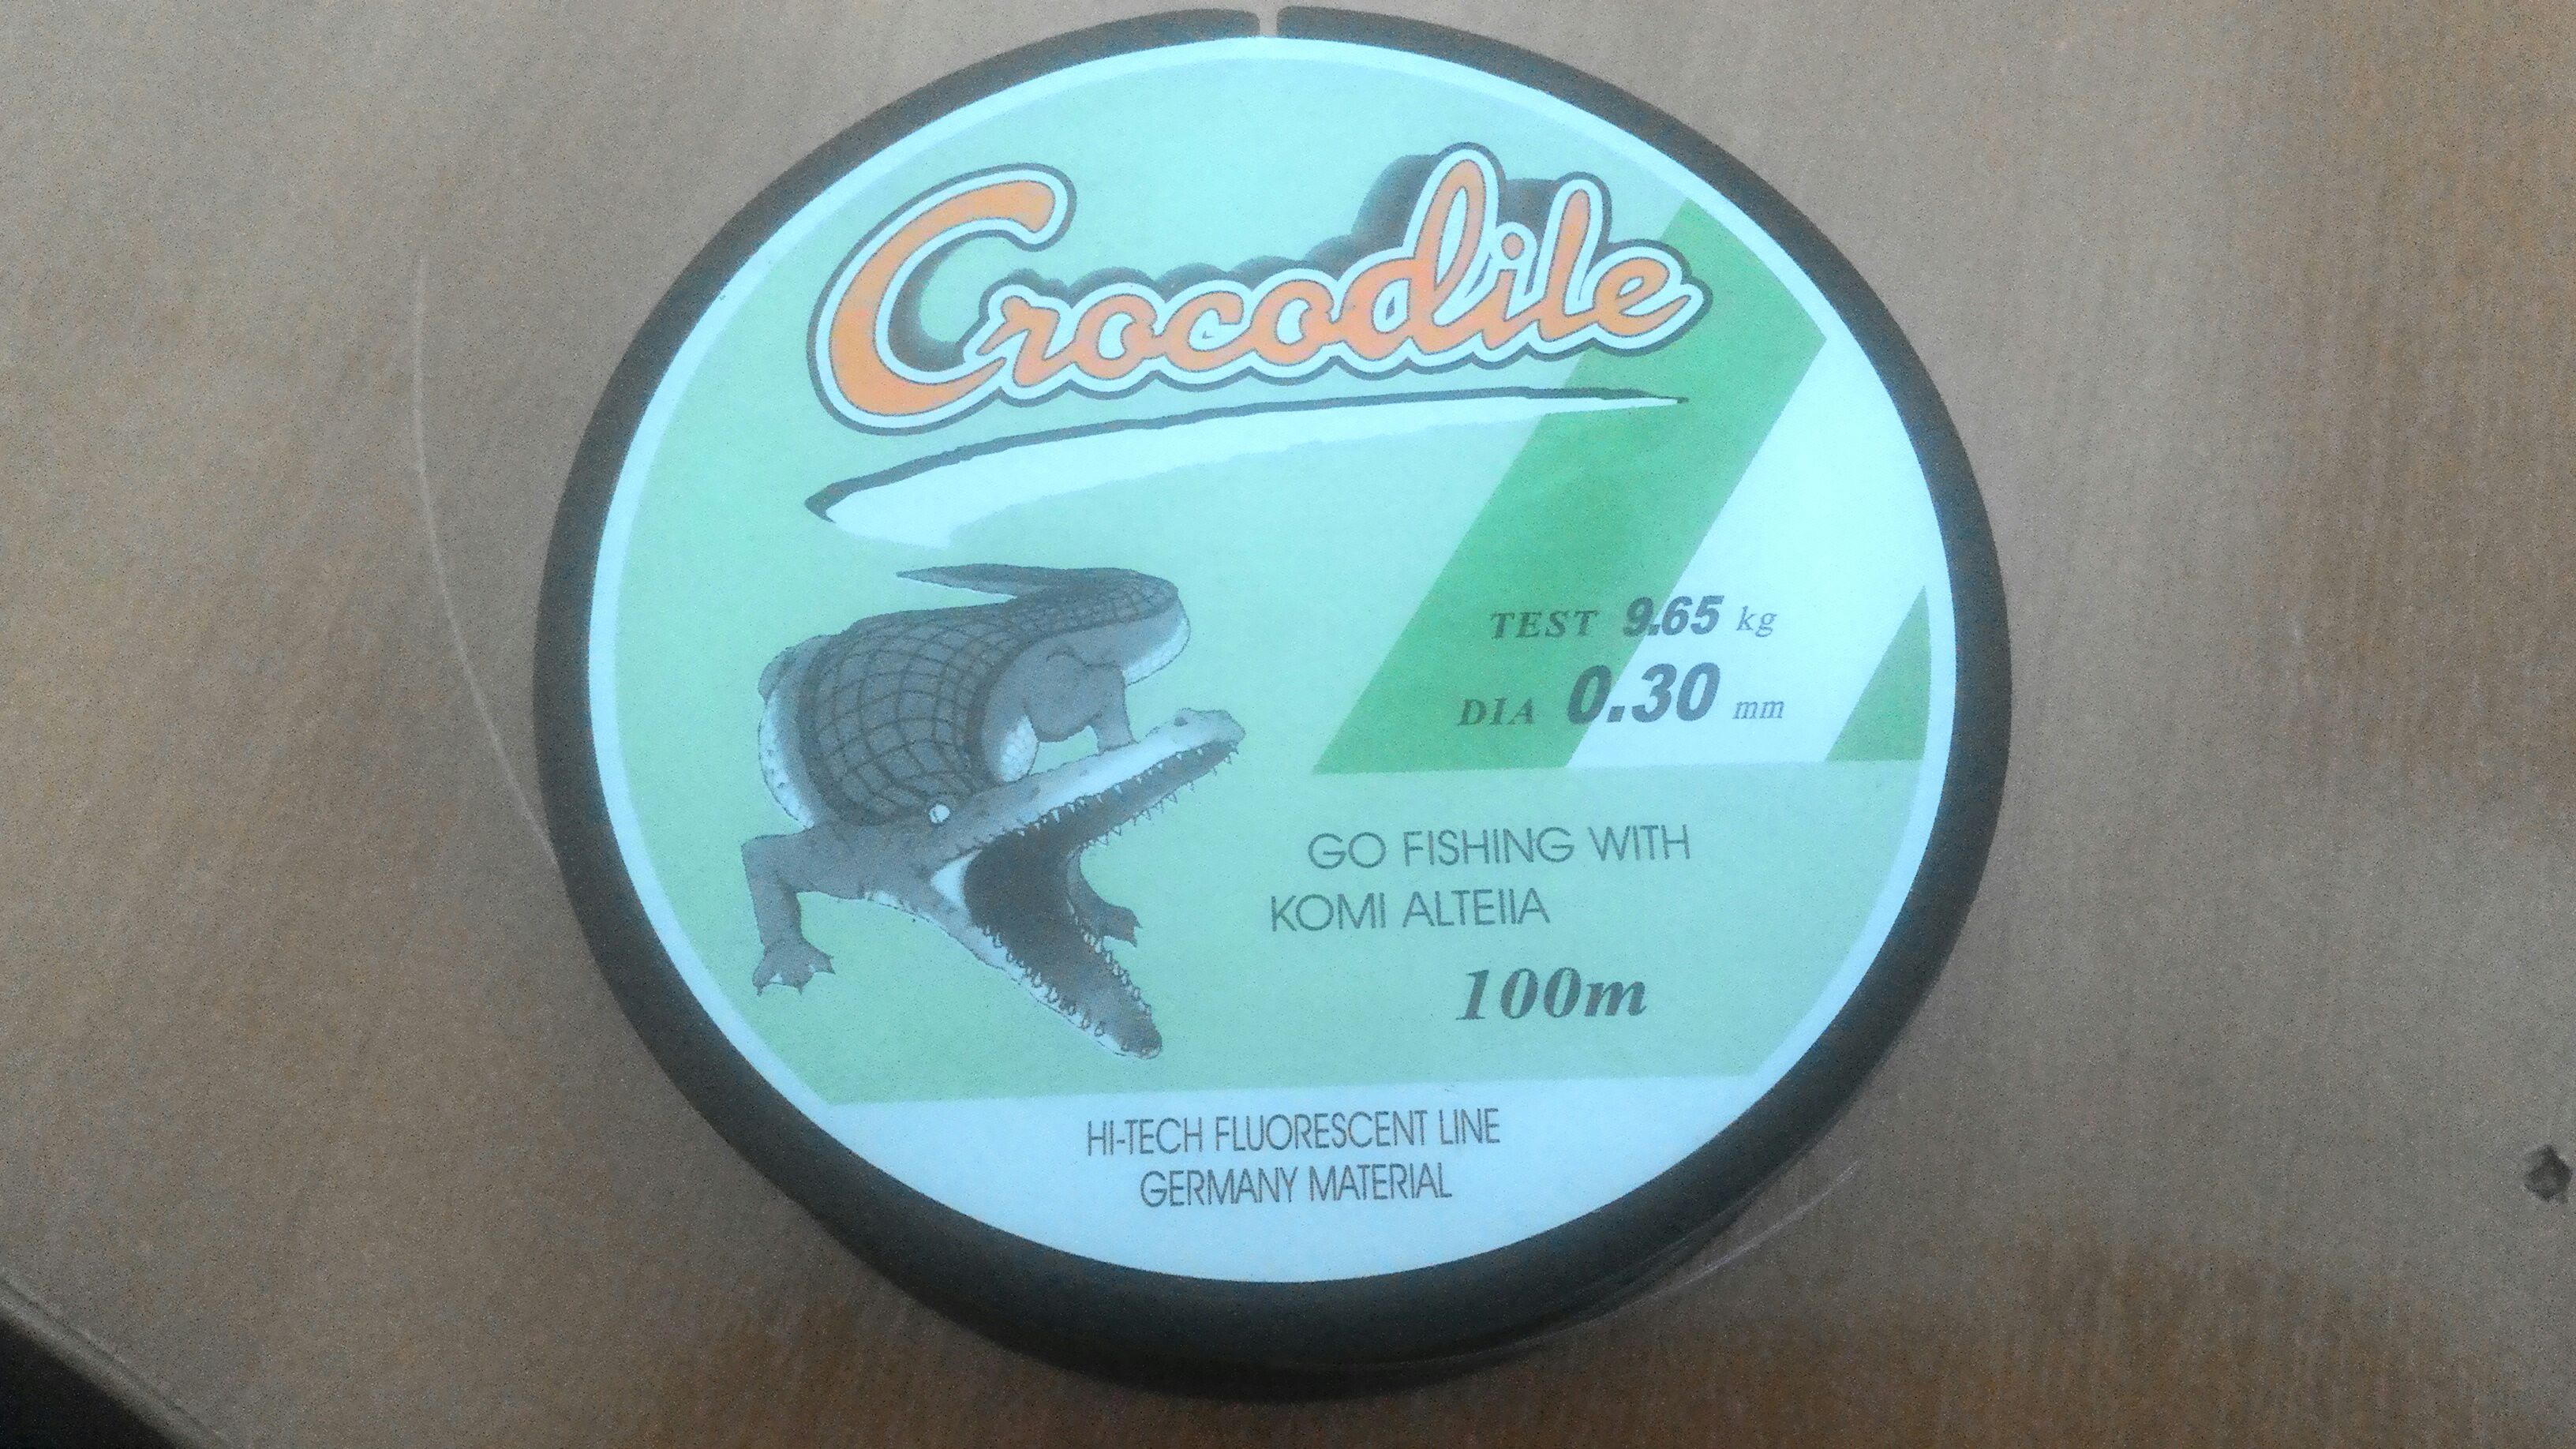 Crocodile
TEST 9.65 kg
DIA 0.30 mm
GO FISHING WITH
KOMI ALTEIIA
100m
HI-TECH FLUORESCENT LINE
GERMANY MATERIAL